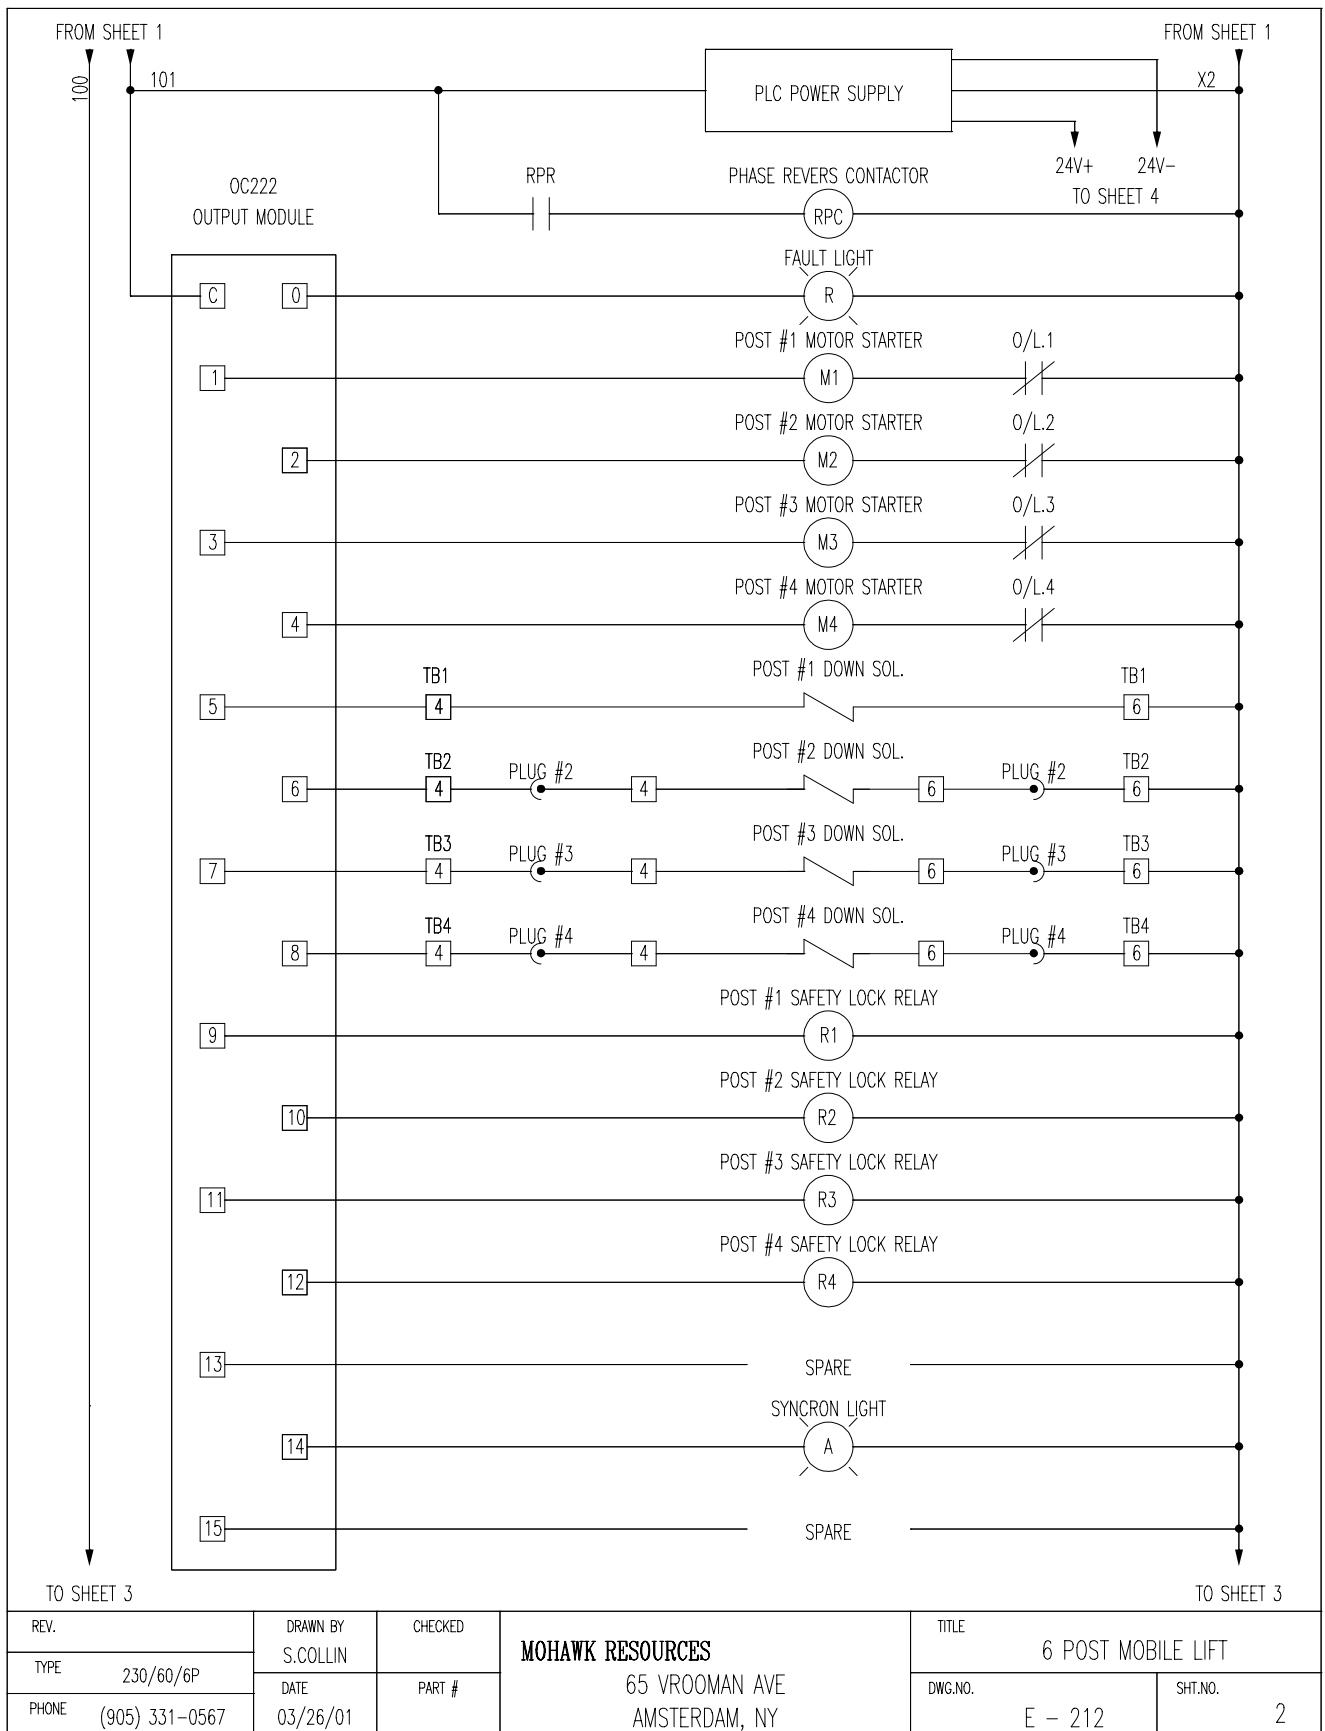 FROM SHEET 1
FROM SHEET 1
100
101
PLC POWER SUPPLY
X2
24V+
24V-
TO SHEET 4
OC222
OUTPUT MODULE
RPR
PHASE REVERS CONTACTOR
RPC
FAULT LIGHT
C
0
R
POST #1 MOTOR STARTER
O/L.1
1
M1
POST #2 MOTOR STARTER
O/L.2
2
M2
POST #3 MOTOR STARTER
O/L.3
3
M3
POST #4 MOTOR STARTER
O/L.4
4
M4
TB1
POST #1 DOWN SOL.
TB1
5
4
6
TB2
PLUG #2
POST #2 DOWN SOL.
PLUG #2
TB2
6
4
4
6
6
TB3
PLUG #3
POST #3 DOWN SOL.
PLUG #3
TB3
7
4
4
6
6
TB4
PLUG #4
POST #4 DOWN SOL.
PLUG #4
TB4
8
4
4
6
6
POST #1 SAFETY LOCK RELAY
9
R1
POST #2 SAFETY LOCK RELAY
10
R2
POST #3 SAFETY LOCK RELAY
11
R3
POST #4 SAFETY LOCK RELAY
12
R4
13
SPARE
SYNCRON LIGHT
14
A
15
SPARE
TO SHEET 3
TO SHEET 3
REV.
TYPE 230/60/6P
PHONE (905) 331-0567
DRAWN BY
S.COLLIN
DATE
03/26/01
CHECKED
PART #
MOHAWK RESOURCES
65 VROOMAN AVE
AMSTERDAM, NY
TITLE
6 POST MOBILE LIFT
DWG.NO.
E - 212
SHT.NO.
2